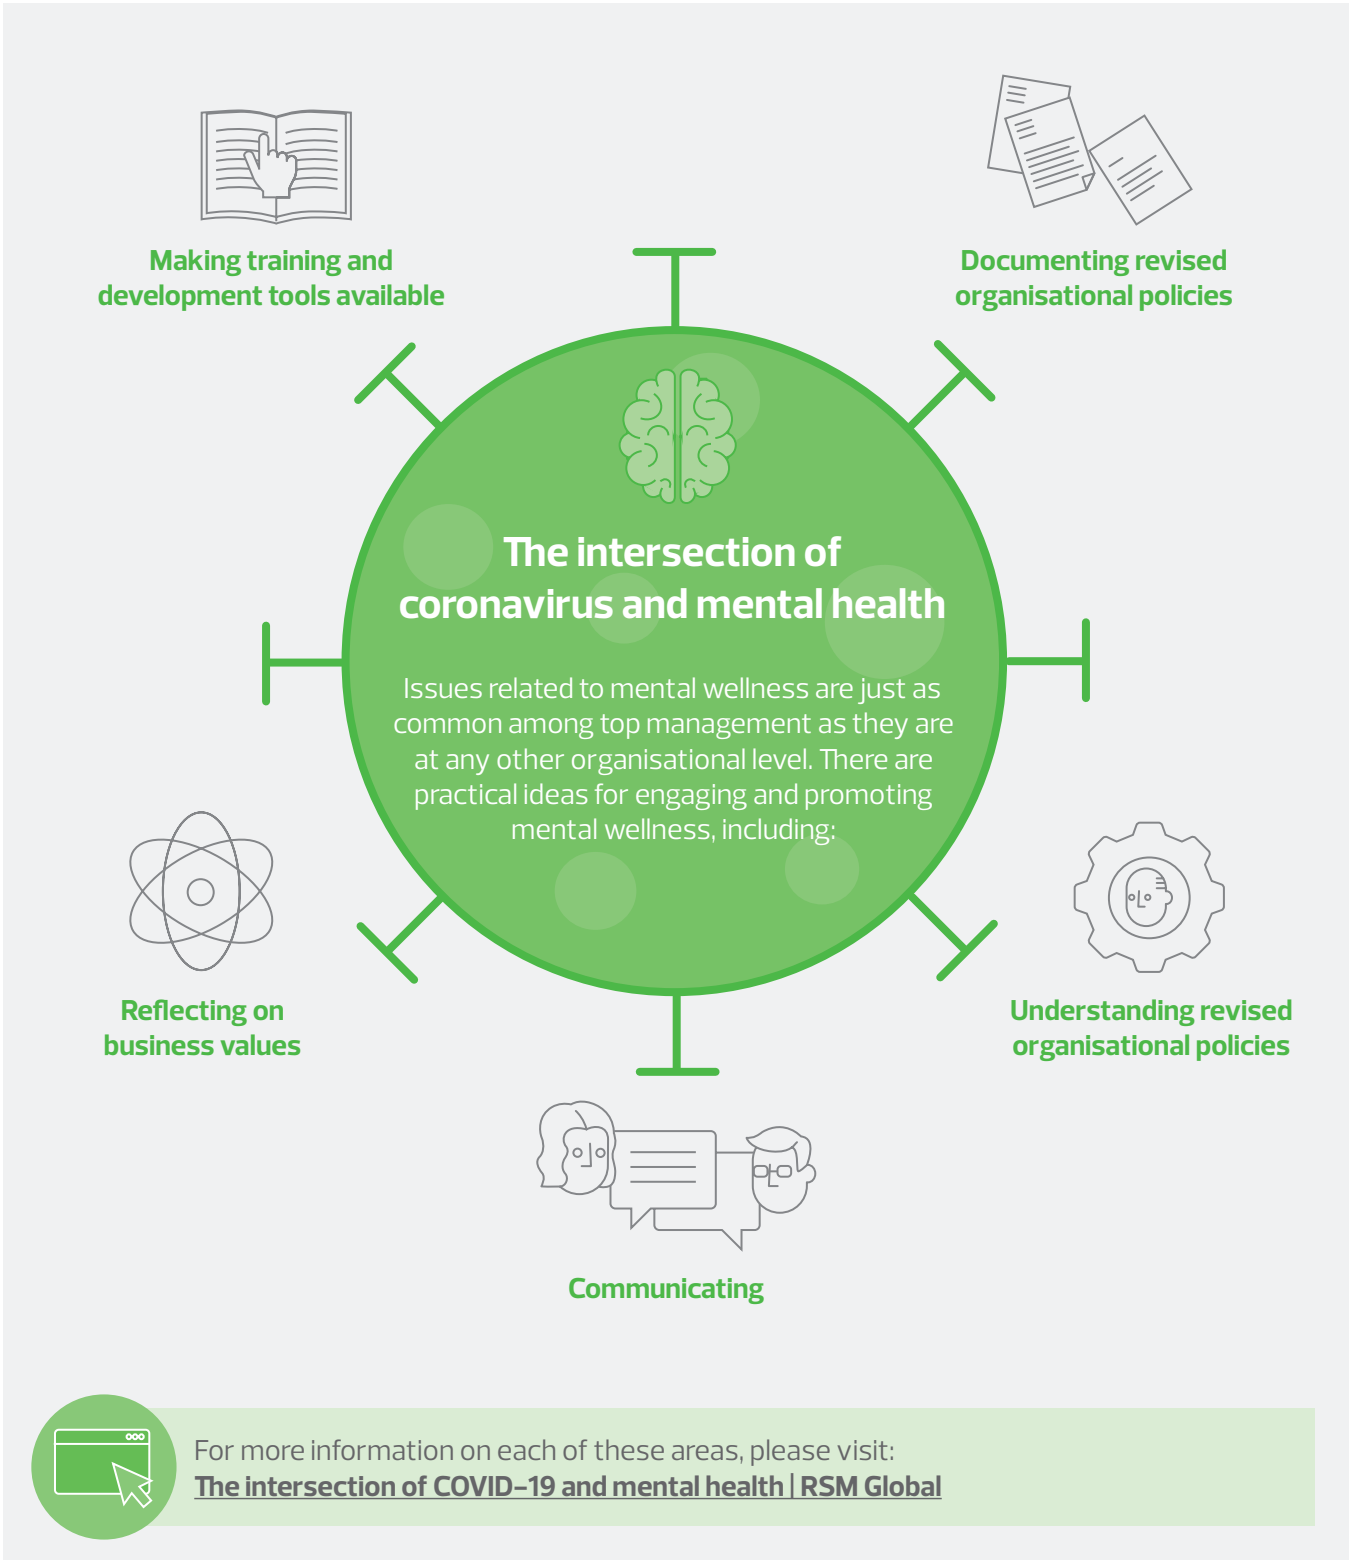 Making training and
development tools available
Documenting revised
organisational policies
The intersection of
coronavirus and mental health
Issues related to mental wellness are just as
common among top management as they are
at any other organisational level. There are
practical ideas for engaging and promoting
mental wellness, including:
Reflecting on
business values
Understanding revised
organisational policies
Communicating
For more information on each of these areas, please visit:
The intersection of COVID-19 and mental health | RSM Global